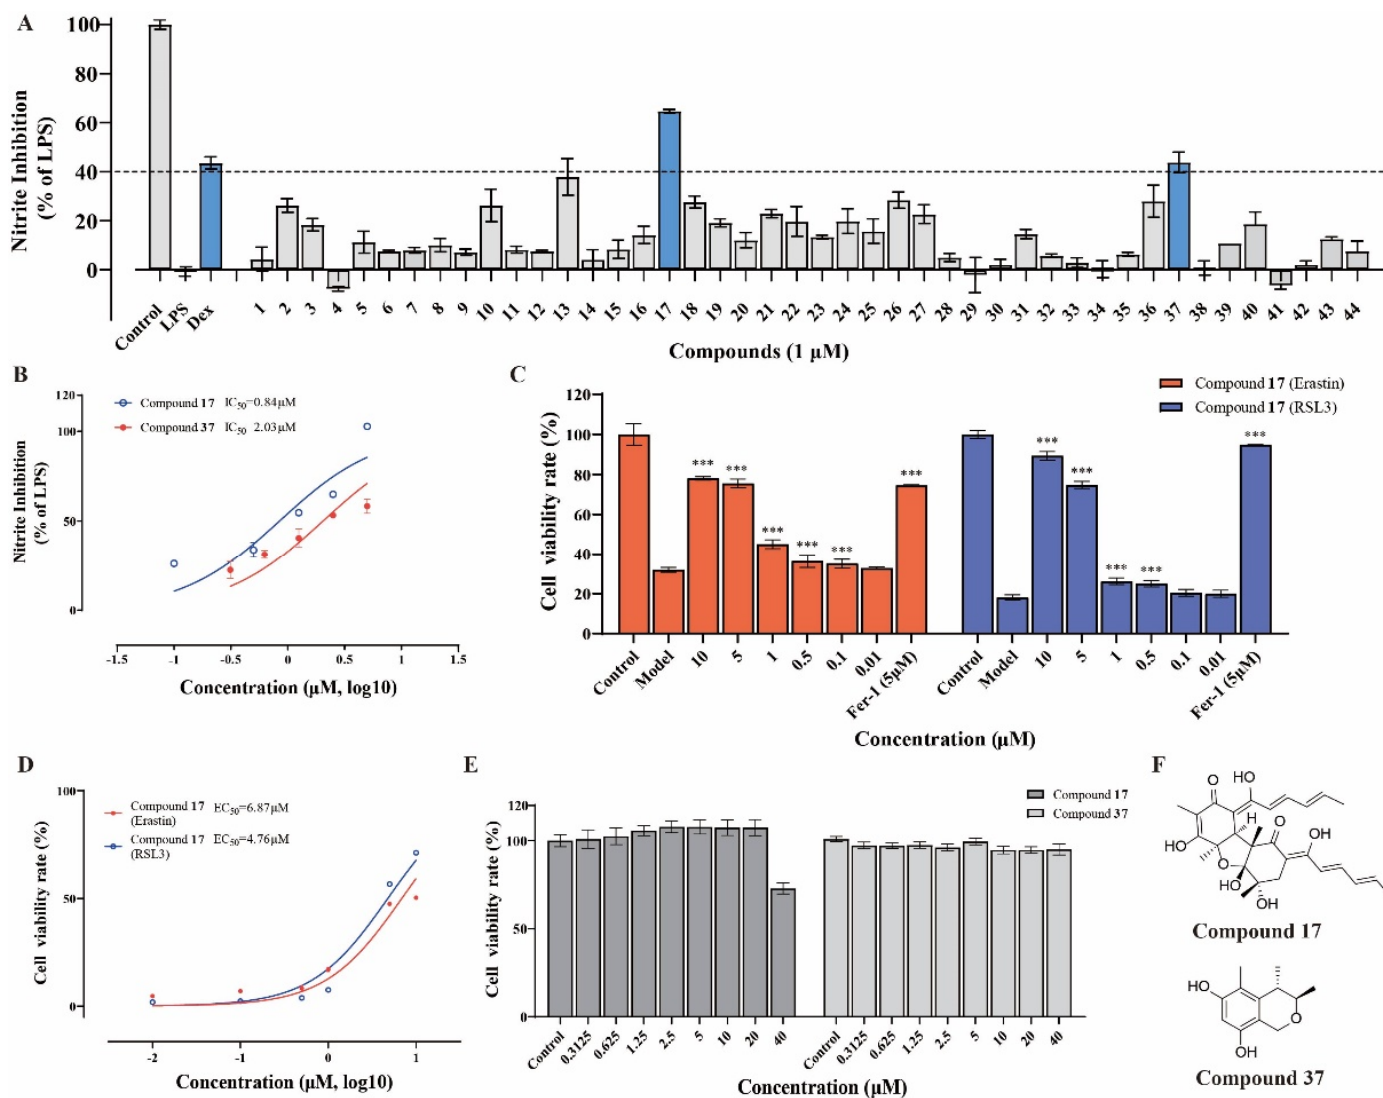 A
Nitrite Inhibition
(% of LPS)
100
80
60
40
20
0
Control
LPS
Dex
1 2 3 4 5 6 7 8 9 10 11 12 13 14 15 16 17 18 19 20 21 22 23 24 25 26 27 28 29 30 31 32 33 34 35 36 37 38 39 40 41 42 43 44
Compounds (1 μM)
B
Nitrite Inhibition
(% of LPS)
120
100
50
0
Compound 17 IC50=0.84μM
Compound 37 IC50 2.03μM
-1.5 -1 -0.5 0 0.5 1 1.5
Concentration (μM, log10)
C
Cell viability rate (%)
120
100
80
60
40
20
0
Compound 17 (Erastin)
Compound 17 (RSL3)
*** *** *** *** *** ***
*** *** *** *** ***
Control Model 10 5 1 0.5 0.1 0.01 Fer-1 (5μM)
Control Model 10 5 1 0.5 0.1 0.01 Fer-1 (5μM)
Concentration (μM)
D
Cell viability rate (%)
100
50
0
Compound 17 EC50=6.87μM
(Erastin)
Compound 17 EC50=4.76μM
(RSL3)
-2 -1 0 1
Concentration (μM, log10)
E
Cell viability rate (%)
120
100
50
0
Compound 17
Compound 37
Control 0.3125 0.625 1.25 2.5 5 10 20 40
Control 0.3125 0.625 1.25 2.5 5 10 20 40
Concentration (μM)
F
O HO
H O OH
HO
O
HO
OH
Compound 17
HO
O
OH
Compound 37